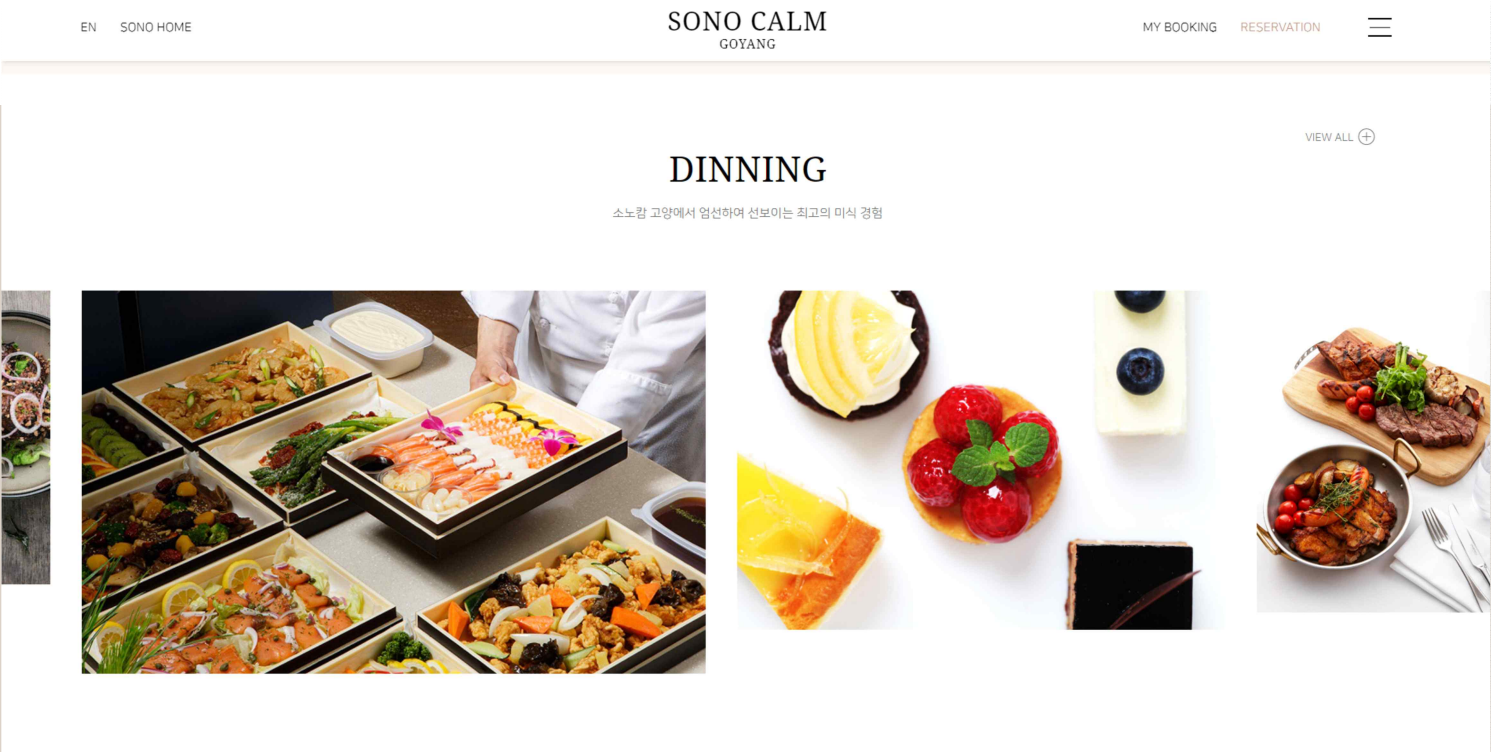 EN
SONO HOME
SONO CALM
GOYANG
MY BOOKING
RESERVATION
VIEW ALL
DINNING
소노캄 고양에서 엄선하여 선보이는 최고의 미식 경험